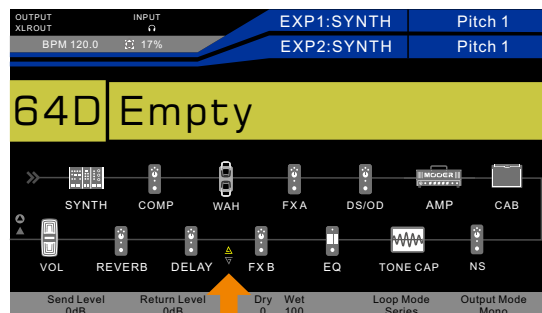 OUTPUT INPUT EXP1:SYNTH Pitch 1
XLROUT
BPM 120.0 17% EXP2:SYNTH Pitch 1
64D Empty
MOOER
SYNTH COMP WAH FX A DS/OD AMP CAB
VOL REVERB DELAY FX B EQ TONE CAP NS
Send Level Return Level Dry Wet Loop Mode Output Mode
0dB 0dB 0 100 Series Mono